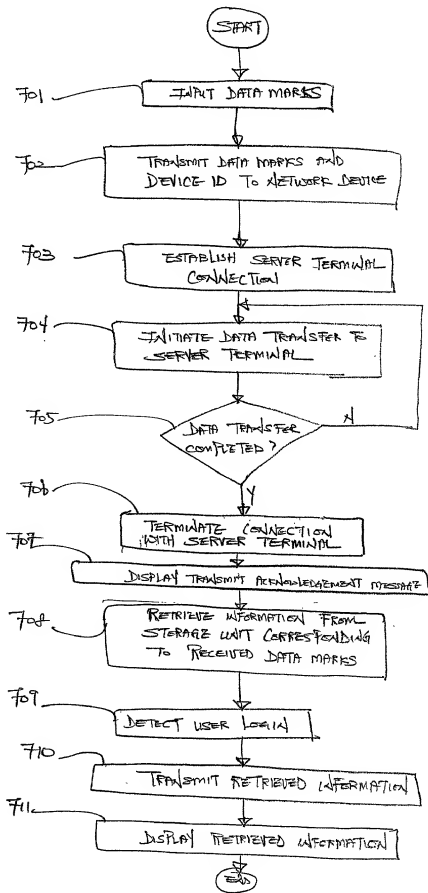 START
701
INPUT DATA MARKS
702
TRANSMIT DATA MARKS AND
DEVICE ID TO NETWORK DEVICE
703
ESTABLISH SERVER TERMINAL
CONNECTION
704
INITIATE DATA TRANSFER TO
SERVER TERMINAL
705
DATA TRANSFER
COMPLETED?
N
Y
706
TERMINATE CONNECTION
WITH SERVER TERMINAL
707
DISPLAY TRANSMIT ACKNOWLEDGEMENT MESSAGE
708
RETRIEVE INFORMATION FROM
STORAGE UNIT CORRESPONDING
TO RECEIVED DATA MARKS
709
DETECT USER LOGIN
710
TRANSMIT RETRIEVED INFORMATION
711
DISPLAY RETRIEVED INFORMATION
END